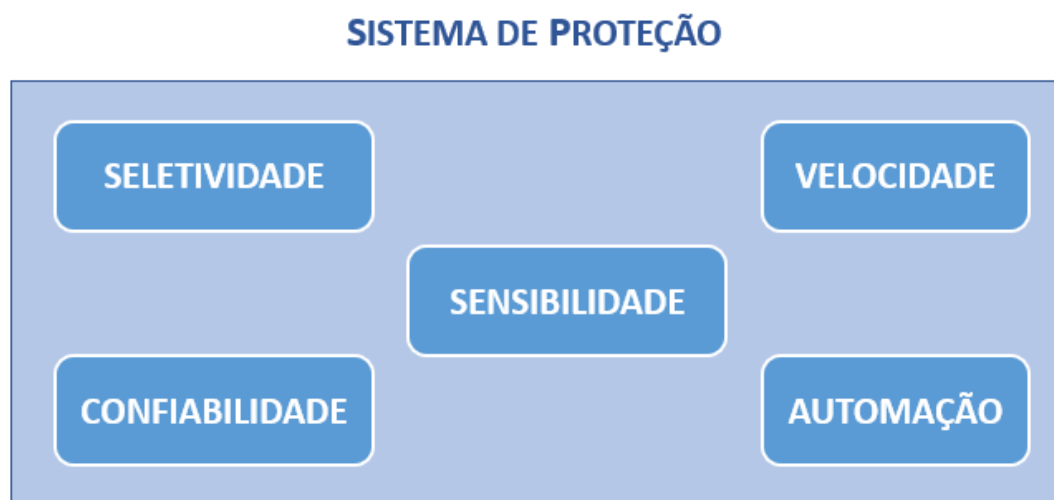 SISTEMA DE PROTEÇÃO
SELETIVIDADE
VELOCIDADE
SENSIBILIDADE
CONFIABILIDADE
AUTOMAÇÃO